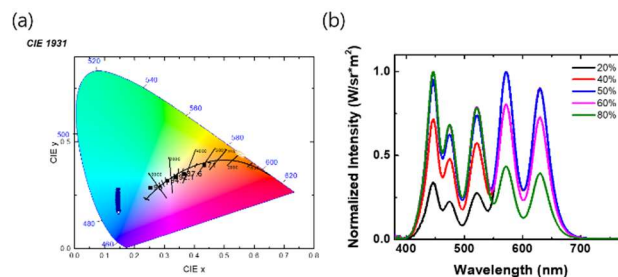 (a)
(b)
CIE 1931
520
540
560
500
580
600
620
480
460
0.5
0.0
CIE y
0.0 0.1 0.2 0.3 0.4 0.5 0.6 0.7 0.8
CIE x
Normalized Intensity (W/sr*m²)
1.0
0.5
0.0
20%
40%
50%
60%
80%
400 500 600 700
Wavelength (nm)